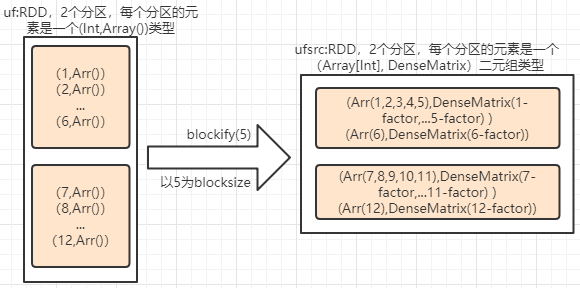 uf:RDD，2个分区，每个分区的元
素是一个(Int,Array())类型
(1,Arr())
(2,Arr())
...
(6,Arr())
(7,Arr())
(8,Arr())
...
(12,Arr())
blockify(5)
以5为blocksize
ufsrc:RDD，2个分区，每个分区的元素是一个
（Array[Int], DenseMatrix）二元组类型
(Arr(1,2,3,4,5),DenseMatrix(1-
factor,...5-factor) )
(Arr(6),DenseMatrix(6-factor))
(Arr(7,8,9,10,11),DenseMatrix(7-
factor,...11-factor) )
(Arr(12),DenseMatrix(12-factor))